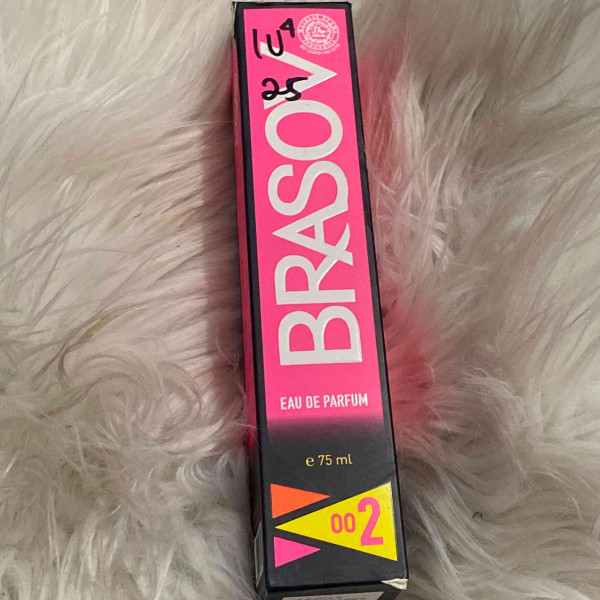 25
BRASOV
EAU DE PARFUM
e 75 ml
002